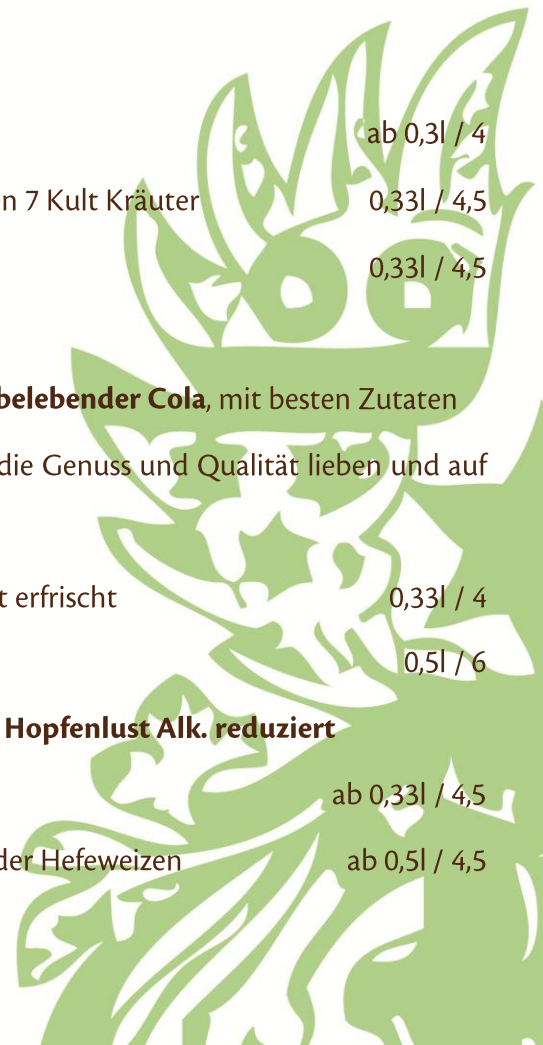 ab 0,3l / 4
n 7 Kult Kräuter 0,33l / 4,5
0,33l / 4,5
belebender Cola, mit besten Zutaten
die Genuss und Qualität lieben und auf
t erfrischt 0,33l / 4
0,5l / 6
Hopfenlust Alk. reduziert
ab 0,33l / 4,5
der Hefeweizen ab 0,5l / 4,5